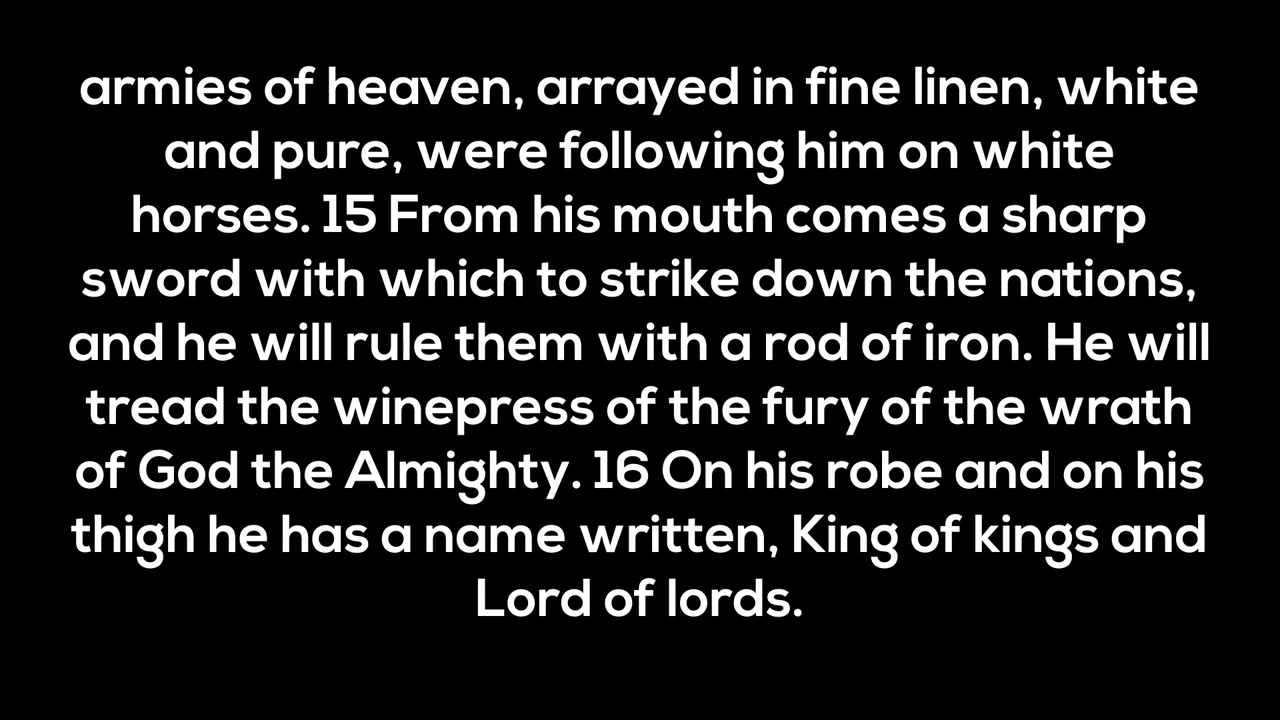 armies of heaven, arrayed in fine linen, white
and pure, were following him on white
horses. 15 From his mouth comes a sharp
sword with which to strike down the nations,
and he will rule them with a rod of iron. He will
tread the winepress of the fury of the wrath
of God the Almighty. 16 On his robe and on his
thigh he has a name written, King of kings and
Lord of lords.